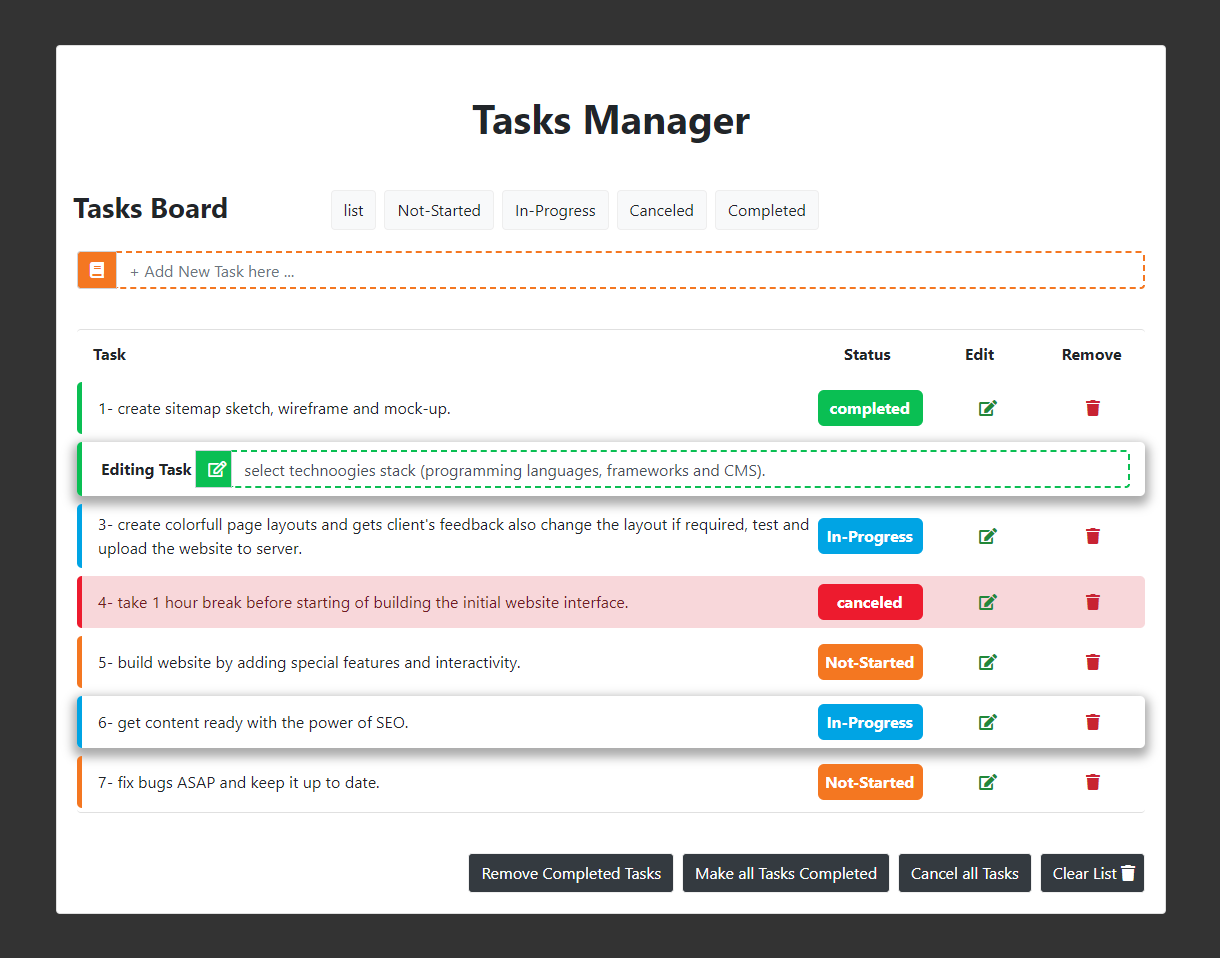 Tasks Manager
Tasks Board list Not-Started In-Progress Canceled Completed
+ Add New Task here ...
Task Status Edit Remove
1- create sitemap sketch, wireframe and mock-up. completed
Editing Task select technoogies stack (programming languages, frameworks and CMS).
3- create colorfull page layouts and gets client's feedback also change the layout if required, test and
upload the website to server. In-Progress
4- take 1 hour break before starting of building the initial website interface. canceled
5- build website by adding special features and interactivity. Not-Started
6- get content ready with the power of SEO. In-Progress
7- fix bugs ASAP and keep it up to date. Not-Started
Remove Completed Tasks Make all Tasks Completed Cancel all Tasks Clear List